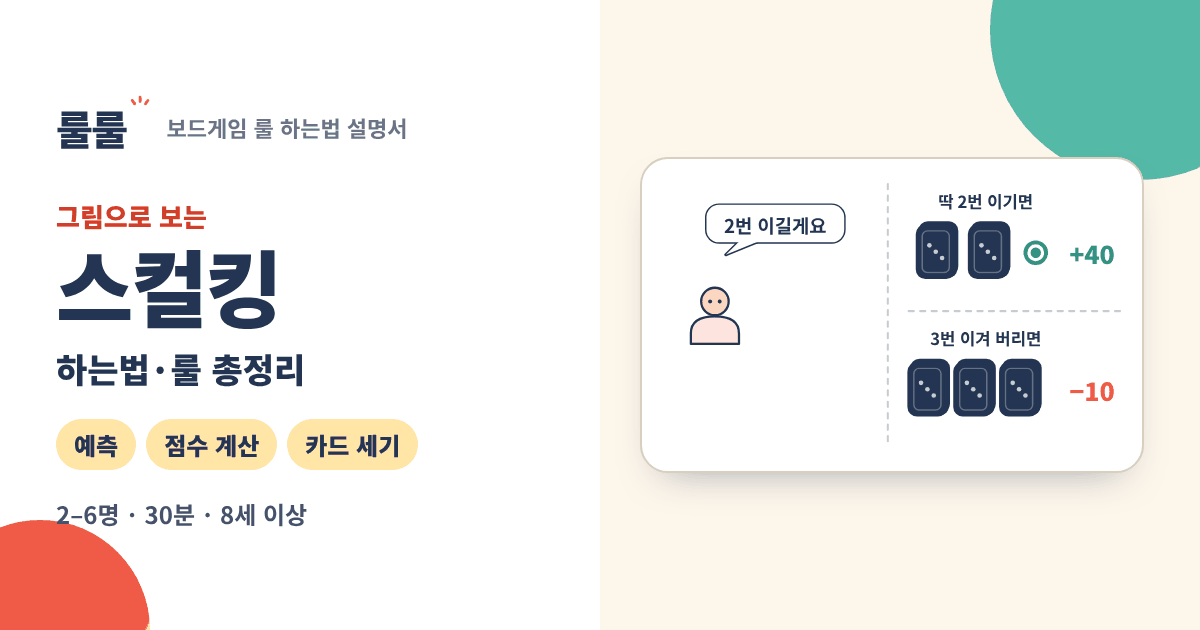 룰룰 보드게임 룰 하는법 설명서
그림으로 보는
스컬킹
하는법·룰 총정리
예측 점수 계산 카드 세기
2–6명 · 30분 · 8세 이상
2번 이길게요
딱 2번 이기면
+40
3번 이겨 버리면
−10